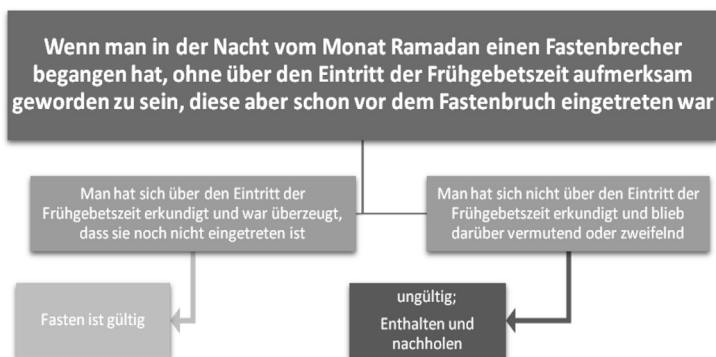 Wenn man in der Nacht vom Monat Ramadan einen Fastenbrecher
begangen hat, ohne über den Eintritt der Frühgebetszeit aufmerksam
geworden zu sein, diese aber schon vor dem Fastenbruch eingetreten war
Man hat sich über den Eintritt der
Frühgebetszeit erkundigt und war überzeugt,
dass sie noch nicht eingetreten ist
Man hat sich nicht über den Eintritt der
Frühgebetszeit erkundigt und blieb
darüber vermutend oder zweifelnd
Fasten ist gültig
ungültig;
Enthalten und
nachholen